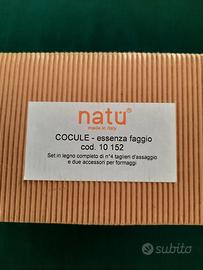 natù®
made in italy
COCULE - essenza faggio
cod. 10 152
Set in legno completo di n°4 taglieri d'assaggio
e due accessori per formaggi
subito